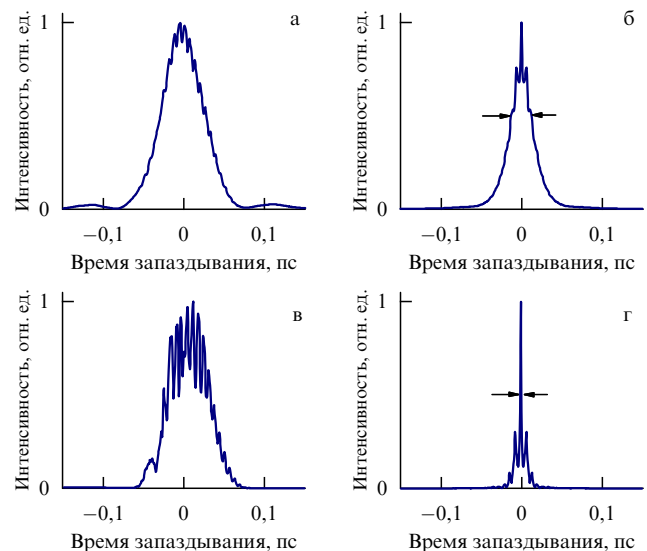 Интенсивность, отн. ед.
1
0
а
−0,1 0 0,1
Время запаздывания, пс
Интенсивность, отн. ед.
1
0
б
−0,1 0 0,1
Время запаздывания, пс
Интенсивность, отн. ед.
1
0
в
−0,1 0 0,1
Время запаздывания, пс
Интенсивность, отн. ед.
1
0
г
−0,1 0 0,1
Время запаздывания, пс